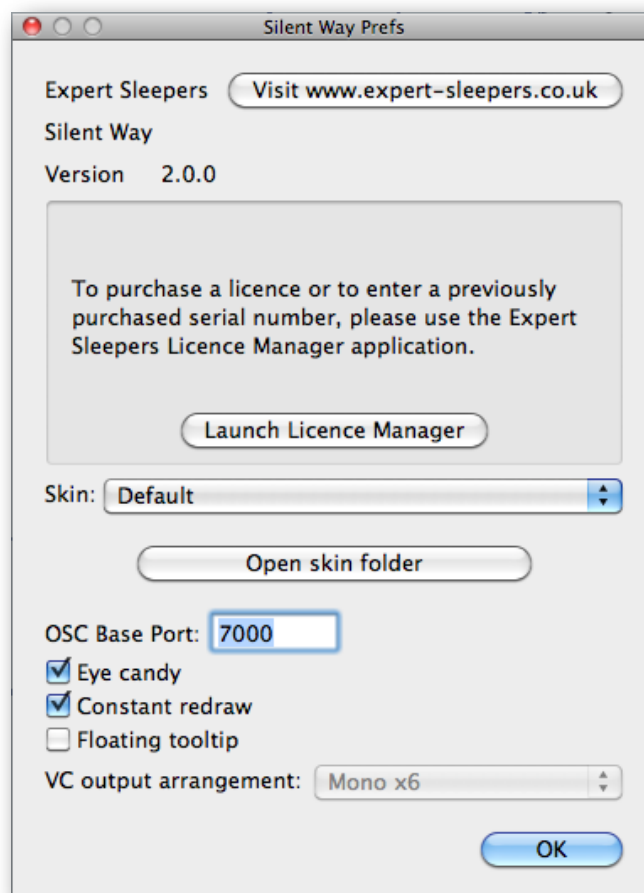 Silent Way Prefs
Expert Sleepers Visit www.expert-sleepers.co.uk
Silent Way
Version 2.0.0
To purchase a licence or to enter a previously
purchased serial number, please use the Expert
Sleepers Licence Manager application.
Launch Licence Manager
Skin: Default
Open skin folder
OSC Base Port: 7000
Eye candy
Constant redraw
Floating tooltip
VC output arrangement: Mono x6
OK